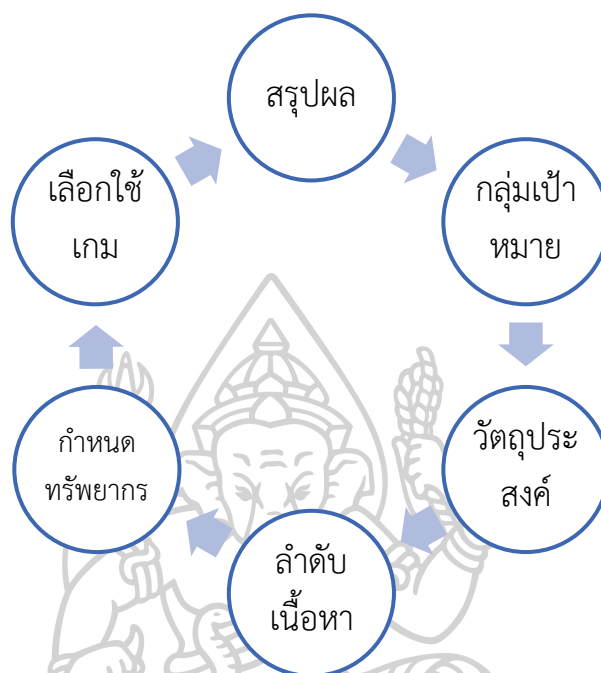 สรุปผล
กลุ่มเป้า
หมาย
วัตถุประ
สงค์
ลำดับ
เนื้อหา
กำหนด
ทรัพยากร
เลือกใช้
เกม